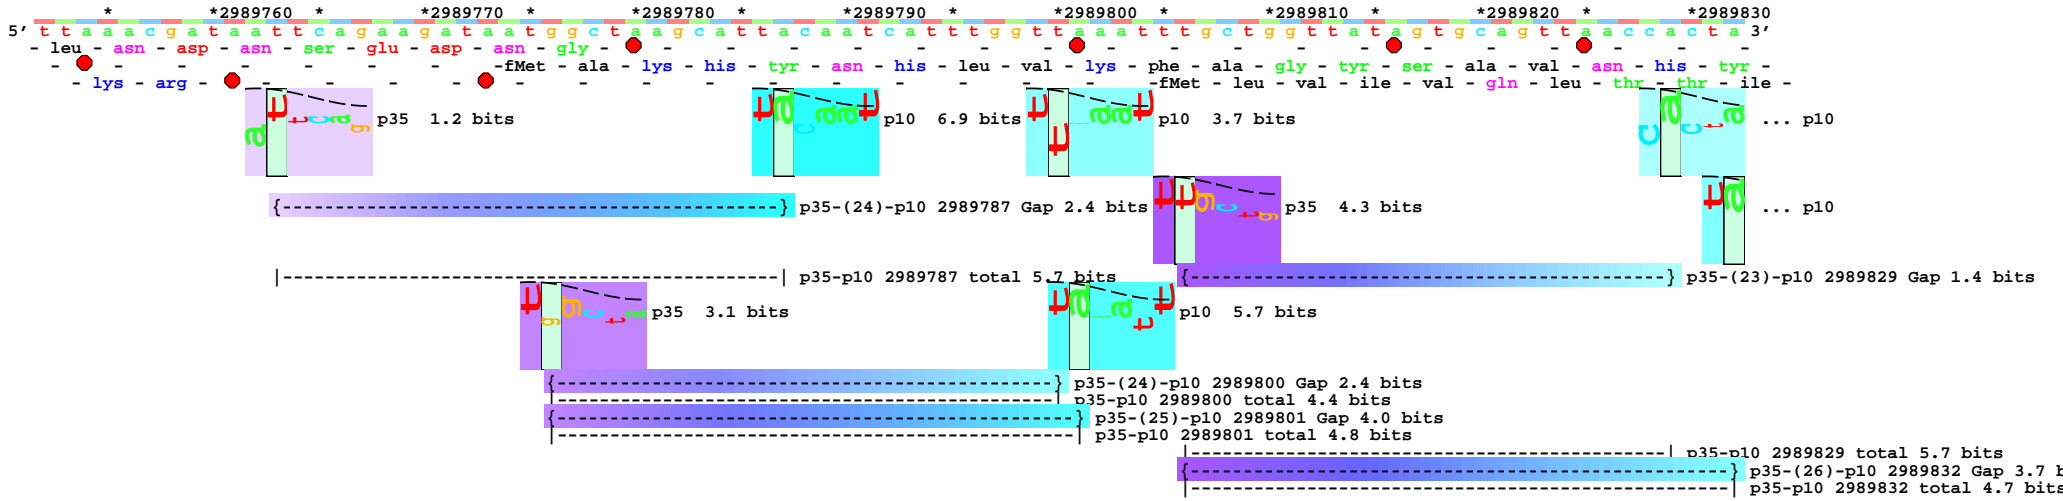 * *2989760 * *2989770 * *2989780 * *2989790 * *2989800 * *2989810 * *2989820 * *2989830
5' t t a a a c g a t a a t t c a g a a g a t a a t g g c t a a g c a t t a c a a t c a t t t g g t t a a a t t t g c t g g t t a t a g t g c a g t t a a c c a c t a 3'
- leu - asn - asp - asn - ser - glu - asp - asn - gly -
- fMet - ala - lys - his - tyr - asn - his - leu - val - lys - phe - ala - gly - tyr - ser - ala - val - asn - his - tyr -
- lys - arg - - fMet - leu - val - ile - val - gln - leu - thr - thr - ile -
a t t c a g p35 1.2 bits
t a c a a t p10 6.9 bits
t t a a t p10 3.7 bits
c a c t a ... p10
{-----------------------} p35-(24)-p10 2989787 Gap 2.4 bits
t t g c t g p35 4.3 bits
t a ... p10
|-----------------------| p35-p10 2989787 total 5.7 bits
{----------------------} p35-(23)-p10 2989829 Gap 1.4 bits
t g g c t a p35 3.1 bits
t a a t t p10 5.7 bits
{-----------------------} p35-(24)-p10 2989800 Gap 2.4 bits
|-----------------------| p35-p10 2989800 total 4.4 bits
{------------------------} p35-(25)-p10 2989801 Gap 4.0 bits
|------------------------| p35-p10 2989801 total 4.8 bits
|----------------------| p35-p10 2989829 total 5.7 bits
{-------------------------} p35-(26)-p10 2989832 Gap 3.7 b
|-------------------------| p35-p10 2989832 total 4.7 bits